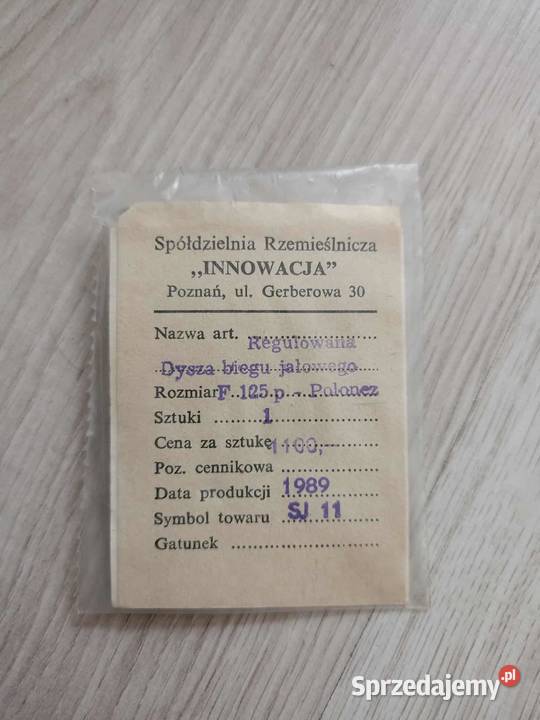 Spółdzielnia Rzemieślnicza
„INNOWACJA”
Poznań, ul. Gerberowa 30
Nazwa art. Regulowana
Dysza biegu jałowego
Rozmiar F 125 p - Polonez
Sztuki 1
Cena za sztukę 1100,-
Poz. cennikowa
Data produkcji 1989
Symbol towaru SJ 11
Gatunek
Sprzedajemy.pl